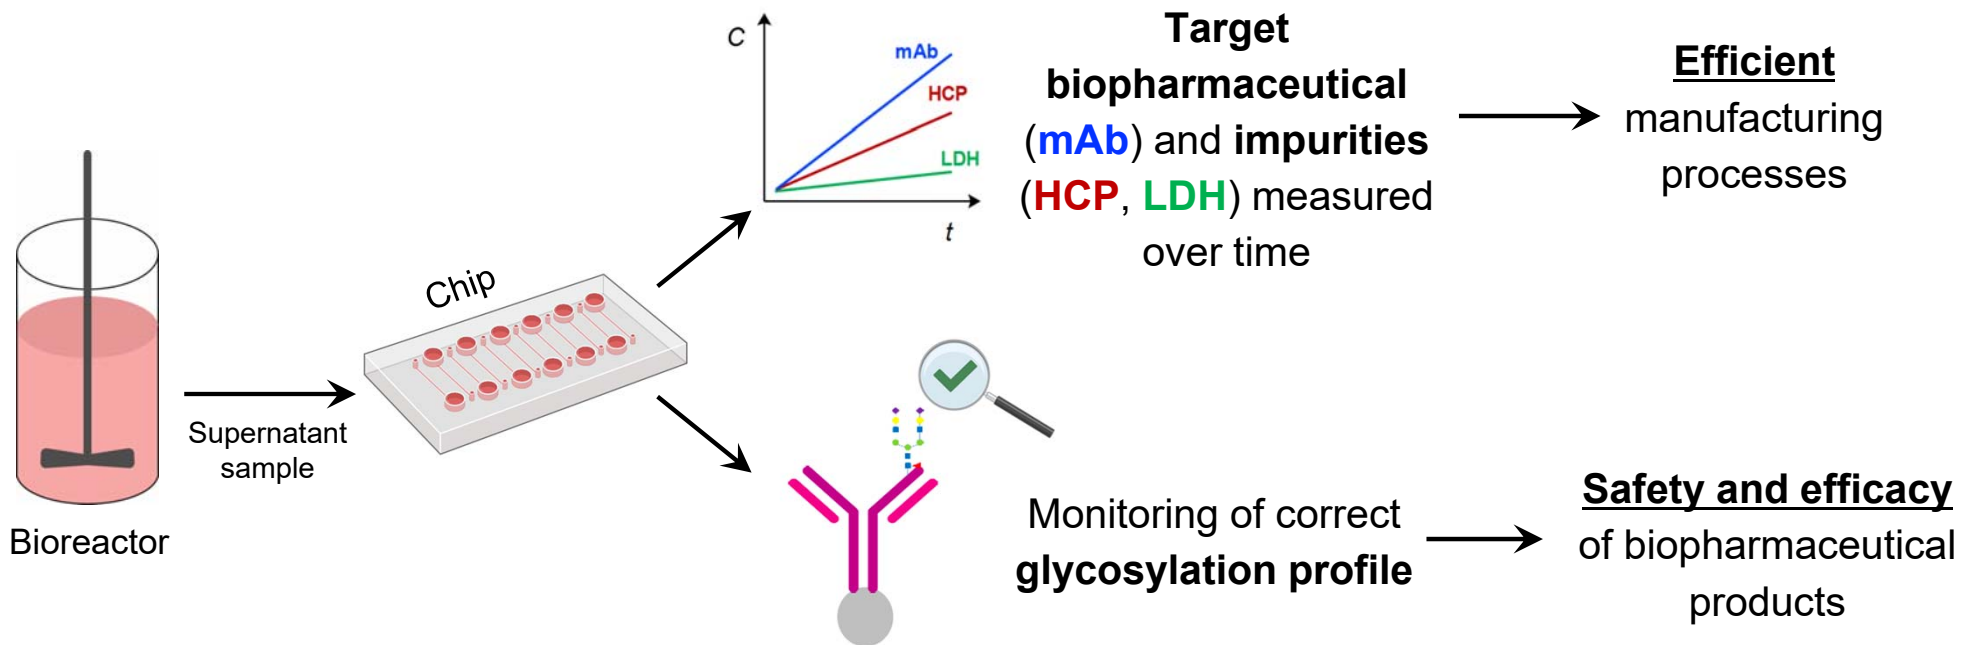 Bioreactor
Supernatant
sample
Chip
C
mAb
HCP
LDH
t
Target
biopharmaceutical
(mAb) and impurities
(HCP, LDH) measured
over time
Efficient
manufacturing
processes
Monitoring of correct
glycosylation profile
Safety and efficacy
of biopharmaceutical
products